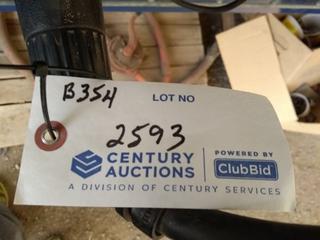 B354 LOT NO
2593
CENTURY AUCTIONS
POWERED BY ClubBid
A DIVISION OF CENTURY SERVICES